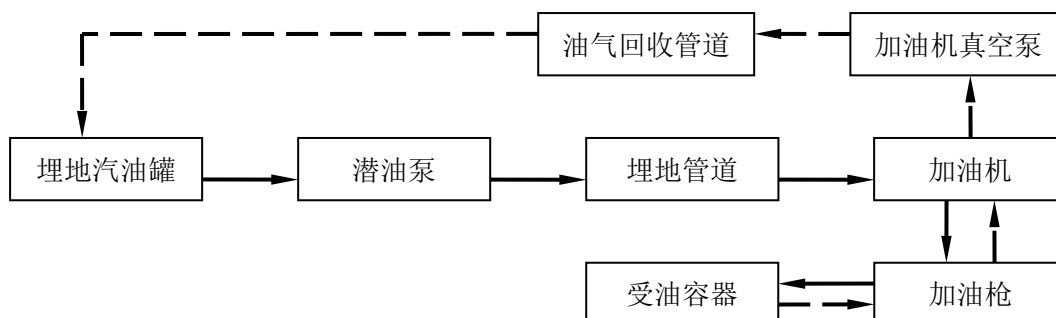 油气回收管道
加油机真空泵
埋地汽油罐
潜油泵
埋地管道
加油机
受油容器
加油枪